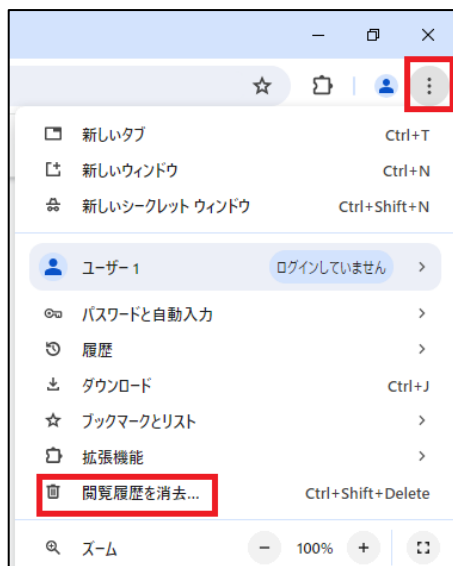 新しいタブ Ctrl+T
新しいウィンドウ Ctrl+N
新しいシークレット ウィンドウ Ctrl+Shift+N
ユーザー 1 ログインしていません
パスワードと自動入力
履歴
ダウンロード Ctrl+J
ブックマークとリスト
拡張機能
閲覧履歴を消去... Ctrl+Shift+Delete
ズーム − 100% +